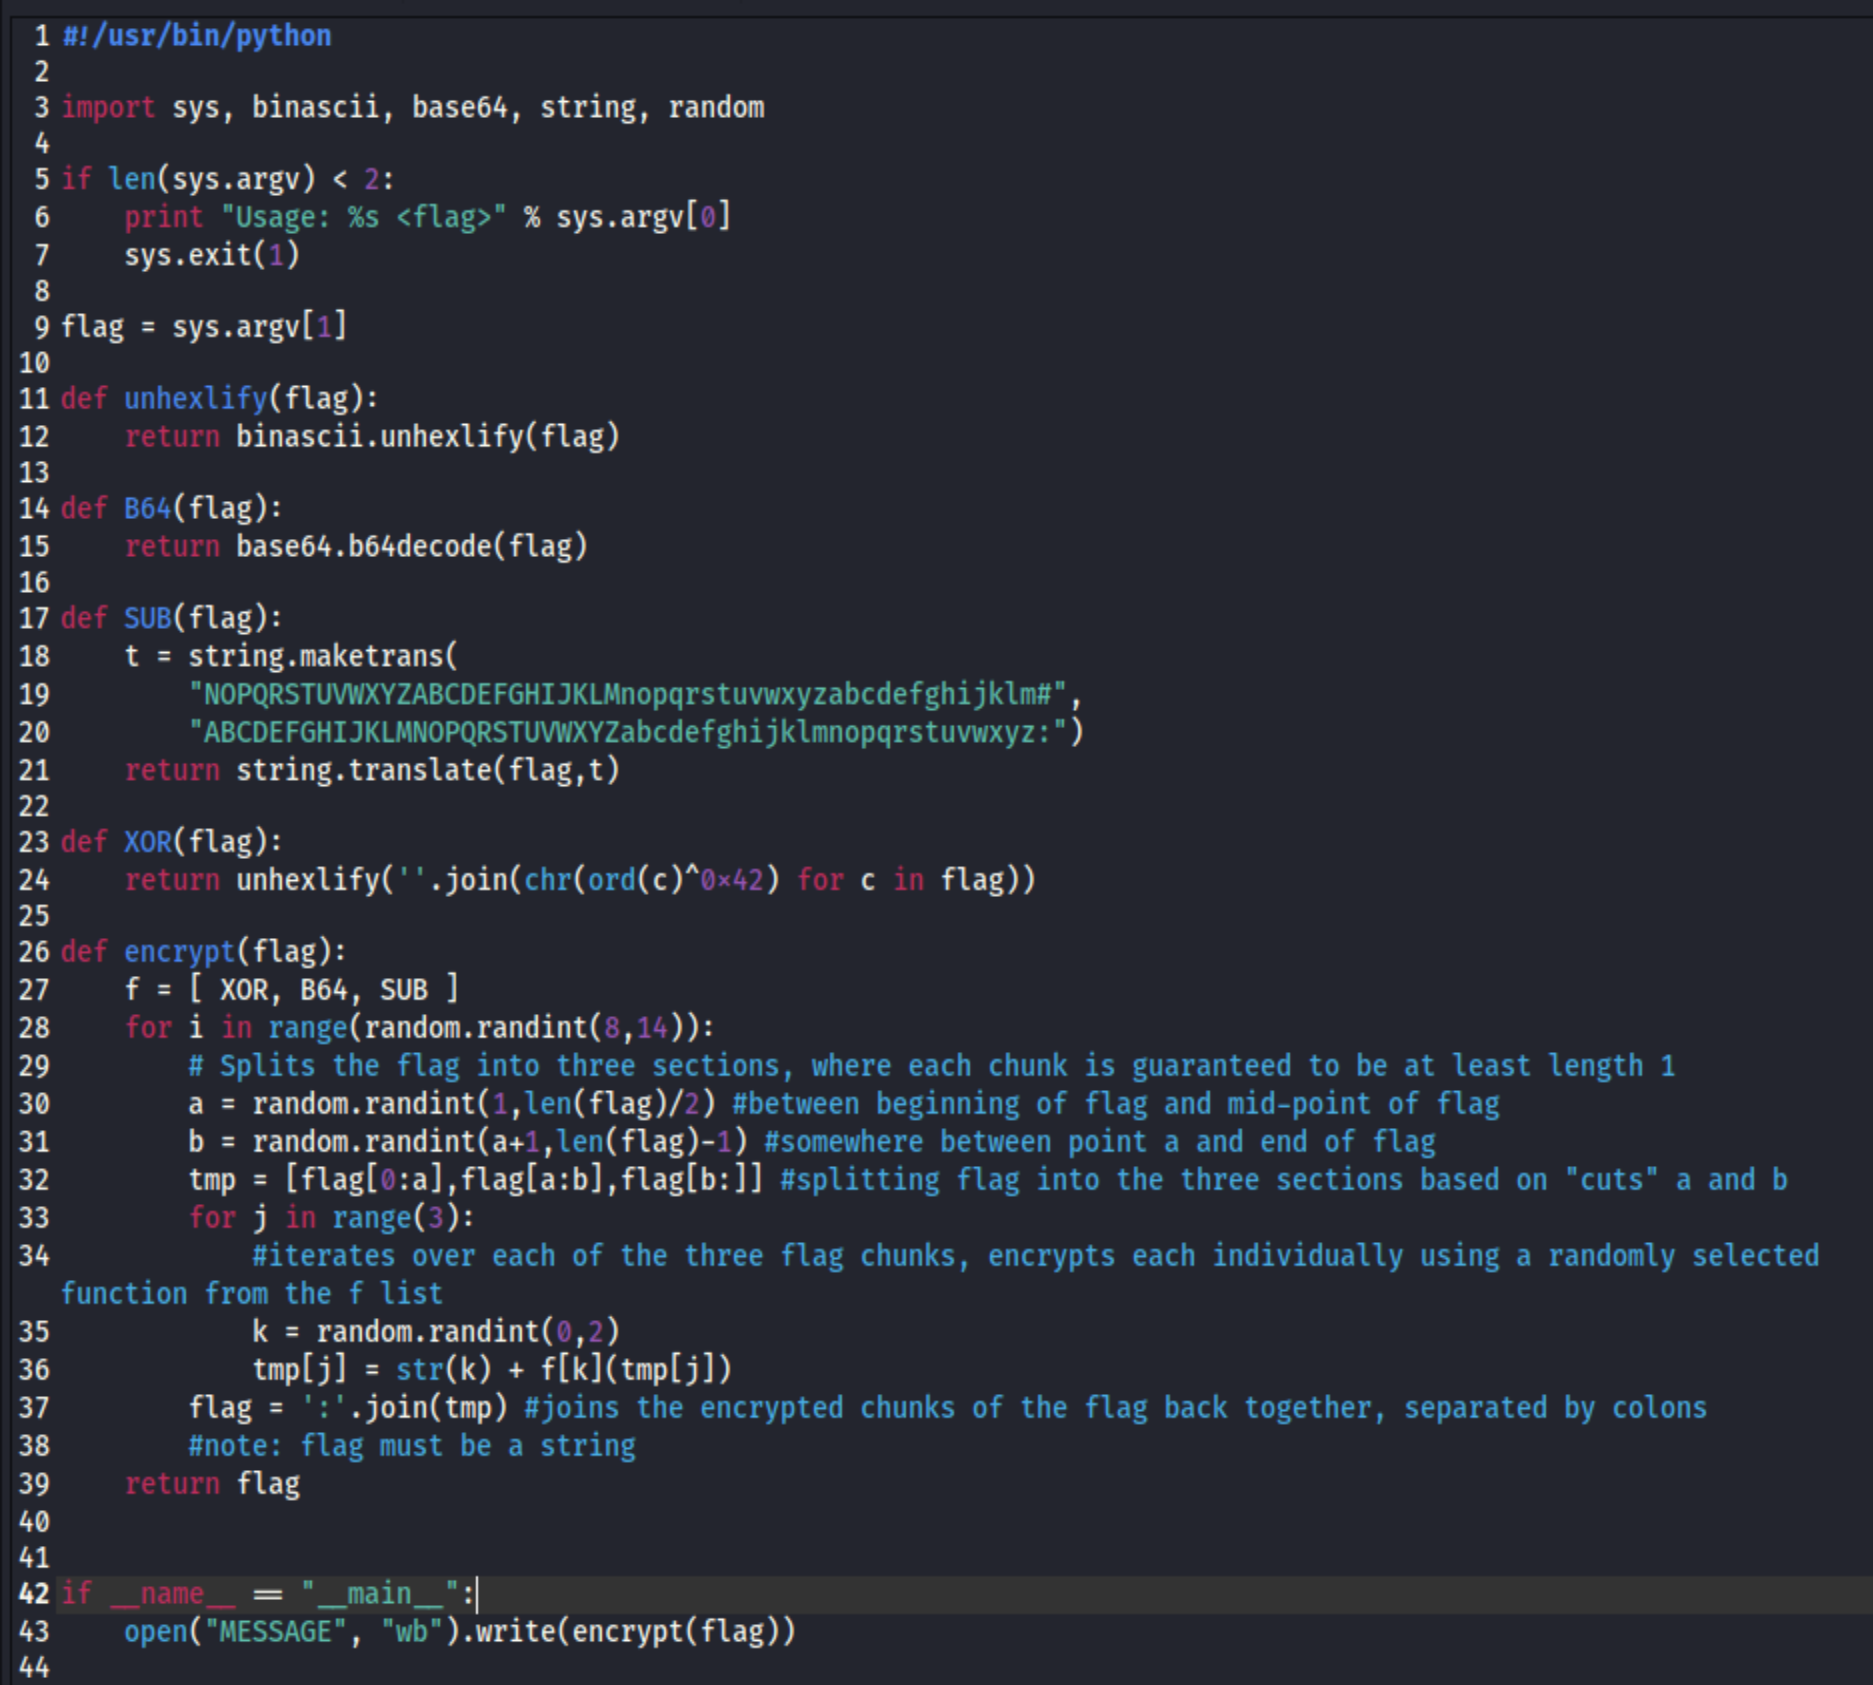 1 #!/usr/bin/python
2
3 import sys, binascii, base64, string, random
4
5 if len(sys.argv) < 2:
6     print "Usage: %s <flag>" % sys.argv[0]
7     sys.exit(1)
8
9 flag = sys.argv[1]
10
11 def unhexlify(flag):
12     return binascii.unhexlify(flag)
13
14 def B64(flag):
15     return base64.b64decode(flag)
16
17 def SUB(flag):
18     t = string.maketrans(
19         "NOPQRSTUVWXYZABCDEFGHIJKLMnopqrstuvwxyzabcdefghijklm#",
20         "ABCDEFGHIJKLMNOPQRSTUVWXYZabcdefghijklmnopqrstuvwxyz:")
21     return string.translate(flag,t)
22
23 def XOR(flag):
24     return unhexlify(''.join(chr(ord(c)^0×42) for c in flag))
25
26 def encrypt(flag):
27     f = [ XOR, B64, SUB ]
28     for i in range(random.randint(8,14)):
29         # Splits the flag into three sections, where each chunk is guaranteed to be at least length 1
30         a = random.randint(1,len(flag)/2) #between beginning of flag and mid-point of flag
31         b = random.randint(a+1,len(flag)-1) #somewhere between point a and end of flag
32         tmp = [flag[0:a],flag[a:b],flag[b:]] #splitting flag into the three sections based on "cuts" a and b
33         for j in range(3):
34             #iterates over each of the three flag chunks, encrypts each individually using a randomly selected
function from the f list
35             k = random.randint(0,2)
36             tmp[j] = str(k) + f[k](tmp[j])
37         flag = ':'.join(tmp) #joins the encrypted chunks of the flag back together, separated by colons
38         #note: flag must be a string
39     return flag
40
41
42 if __name__ == "__main__":
43     open("MESSAGE", "wb").write(encrypt(flag))
44